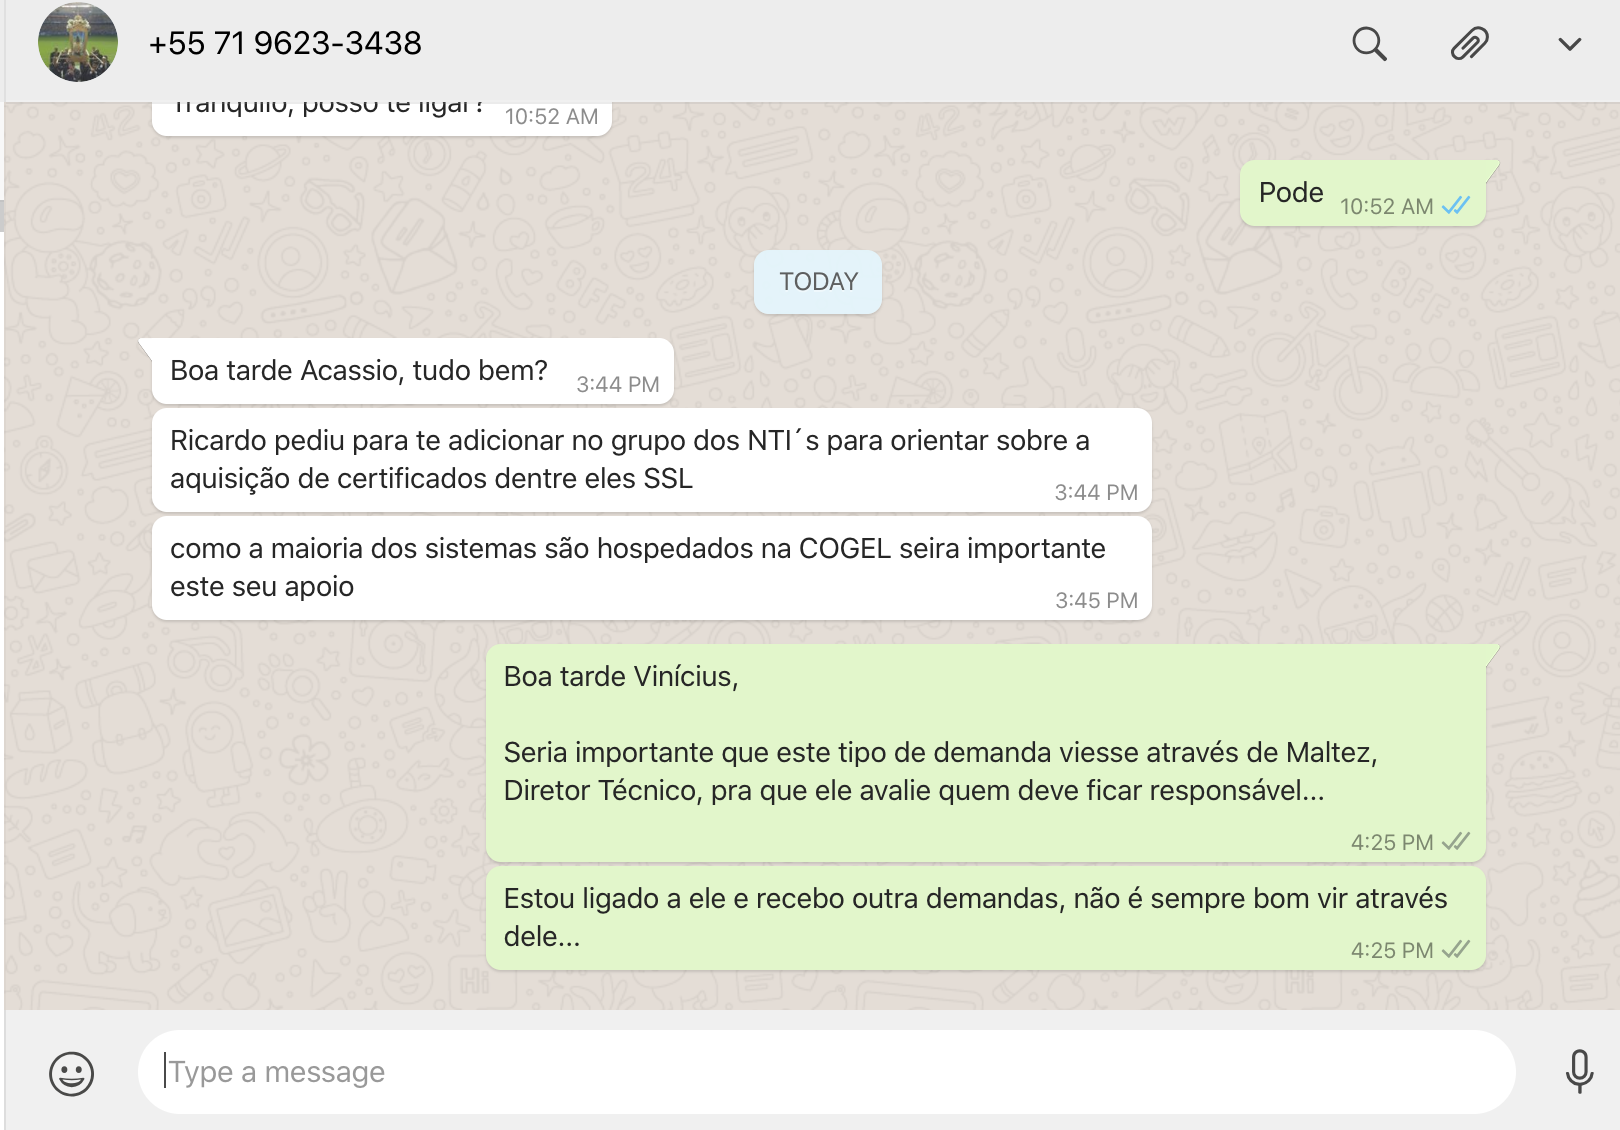 +55 71 9623-3438
Tranquilo, posso te ligar? 10:52 AM
Pode 10:52 AM
TODAY
Boa tarde Acassio, tudo bem? 3:44 PM
Ricardo pediu para te adicionar no grupo dos NTI´s para orientar sobre a
aquisição de certificados dentre eles SSL
3:44 PM
como a maioria dos sistemas são hospedados na COGEL seira importante
este seu apoio
3:45 PM
Boa tarde Vinícius,
Seria importante que este tipo de demanda viesse através de Maltez,
Diretor Técnico, pra que ele avalie quem deve ficar responsável...
4:25 PM
Estou ligado a ele e recebo outra demandas, não é sempre bom vir através
dele...
4:25 PM
Type a message